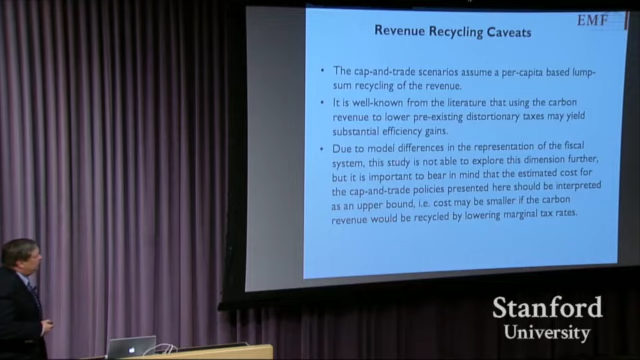 EMF
Revenue Recycling Caveats
• The cap-and-trade scenarios assume a per-capita based lump-
sum recycling of the revenue.
• It is well-known from the literature that using the carbon
revenue to lower pre-existing distortionary taxes may yield
substantial efficiency gains.
• Due to model differences in the representation of the fiscal
system, this study is not able to explore this dimension further,
but it is important to bear in mind that the estimated cost for
the cap-and-trade policies presented here should be interpreted
as an upper bound, i.e. cost may be smaller if the carbon
revenue would be recycled by lowering marginal tax rates.
Stanford
University